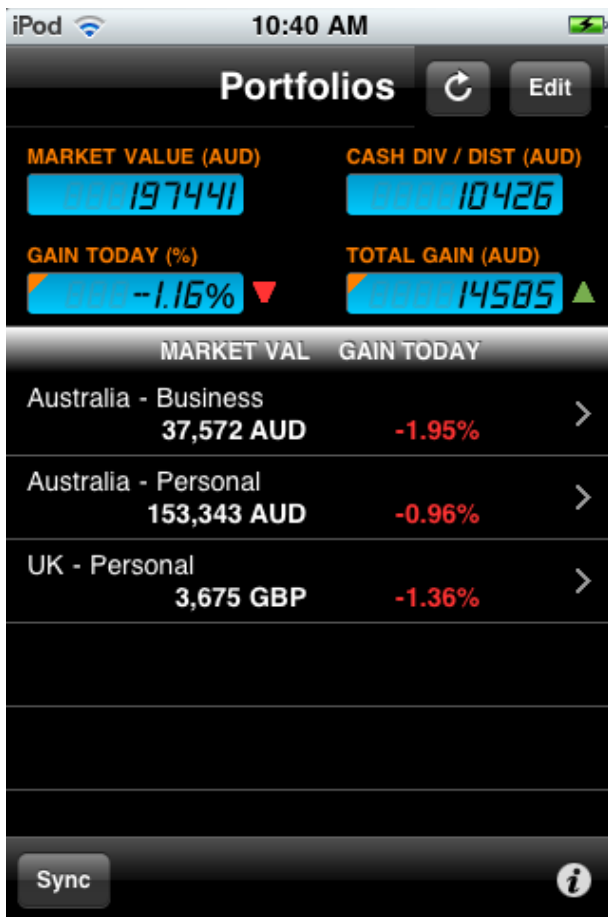 iPod 10:40 AM
Portfolios Edit
MARKET VALUE (AUD) CASH DIV / DIST (AUD)
197441 10426
GAIN TODAY (%) TOTAL GAIN (AUD)
-1.16% 14585
MARKET VAL GAIN TODAY
Australia - Business
37,572 AUD -1.95%
Australia - Personal
153,343 AUD -0.96%
UK - Personal
3,675 GBP -1.36%
Sync i